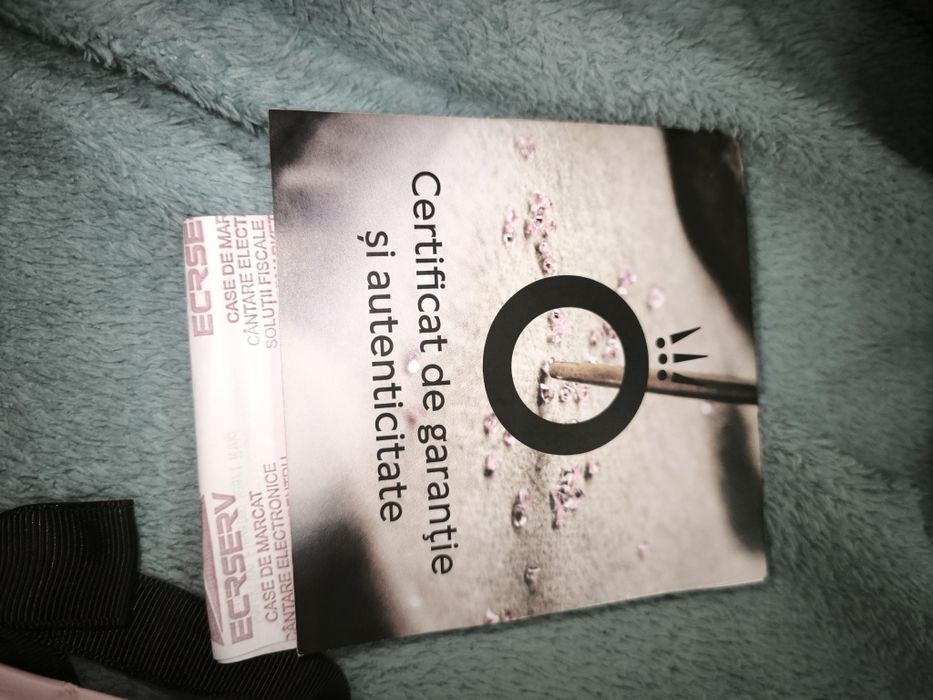 Certificat de garanție
și autenticitate
ECRSE
CASE DE MAR
CÂNTARE ELECT
SOLUȚII FISCALE
ECRSERV
CASE DE MARCAT
CÂNTARE ELECTRONICE